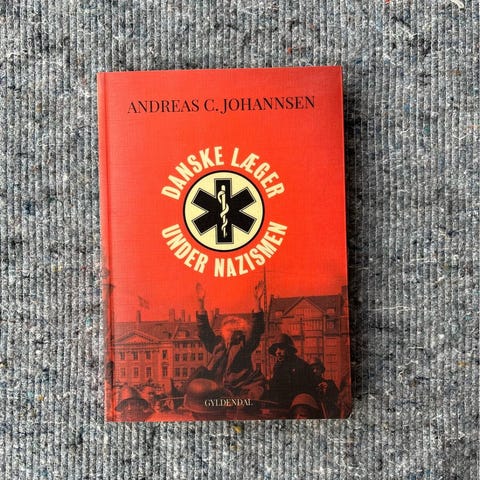 ANDREAS C. JOHANNSEN
DANSKE LÆGER
UNDER NAZISMEN
GYLDENDAL